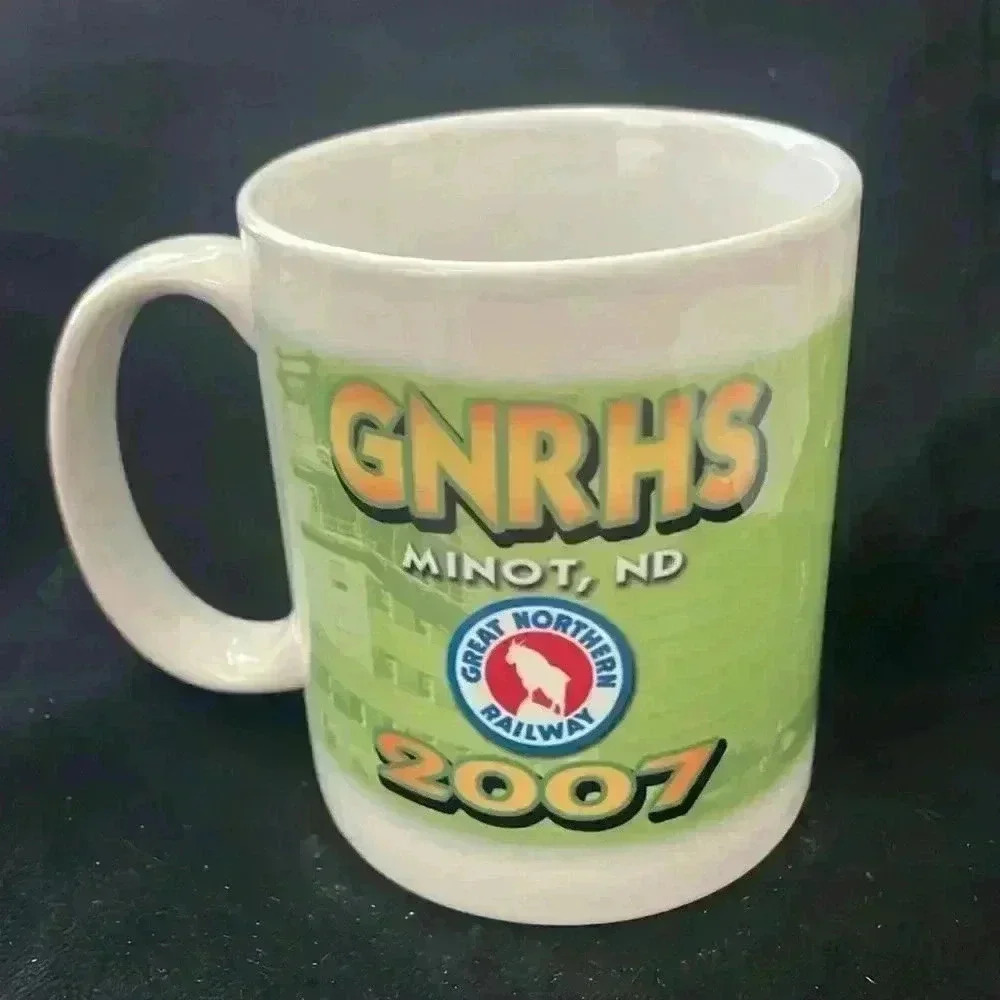 GNRHS
MINOT, ND
GREAT NORTHERN
RAILWAY
2007